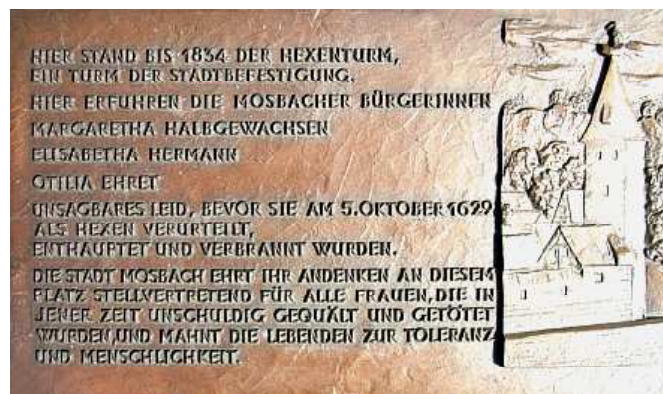 HIER STAND BIS 1834 DER HEXENTURM,
EIN TURM DER STADTBEFESTIGUNG.
HIER ERFUHREN DIE MOSBACHER BÜRGERINNEN
MARGARETHA HALBGEWACHSEN
ELISABETHA HERMANN
OTILIA EHRET
UNSAGBARES LEID, BEVOR SIE AM 5.OKTOBER 1629
ALS HEXEN VERURTEILT,
ENTHAUPTET UND VERBRANNT WURDEN.
DIE STADT MOSBACH EHRT IHR ANDENKEN AN DIESEM
PLATZ STELLVERTRETEND FÜR ALLE FRAUEN, DIE IN
JENER ZEIT UNSCHULDIG GEQUÄLT UND GETÖTET
WURDEN, UND MAHNT DIE LEBENDEN ZUR TOLERANZ
UND MENSCHLICHKEIT.